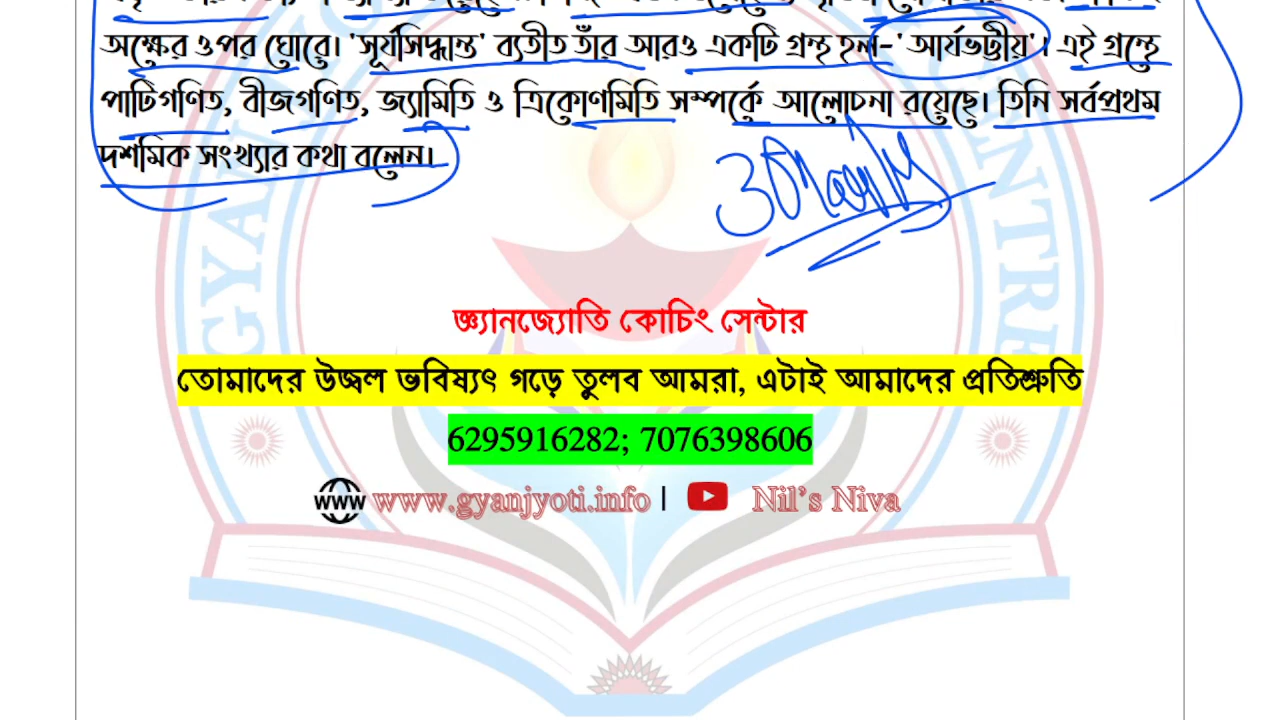 অক্ষের ওপর ঘোরে। 'সূর্যসিদ্ধান্ত' ব্যতীত তাঁর আরও একটি গ্রন্থ হল-'আর্যভট্টীয়'। এই গ্রন্থে
পাটিগণিত, বীজগণিত, জ্যামিতি ও ত্রিকোণমিতি সম্পর্কে আলোচনা রয়েছে। তিনি সর্বপ্রথম
দশমিক সংখ্যার কথা বলেন।
জ্ঞ্যানজ্যোতি কোচিং সেন্টার
তোমাদের উজ্বল ভবিষ্যৎ গড়ে তুলব আমরা, এটাই আমাদের প্রতিশ্রুতি
6295916282; 7076398606
www www.gyanjyoti.info | Nil's Niva